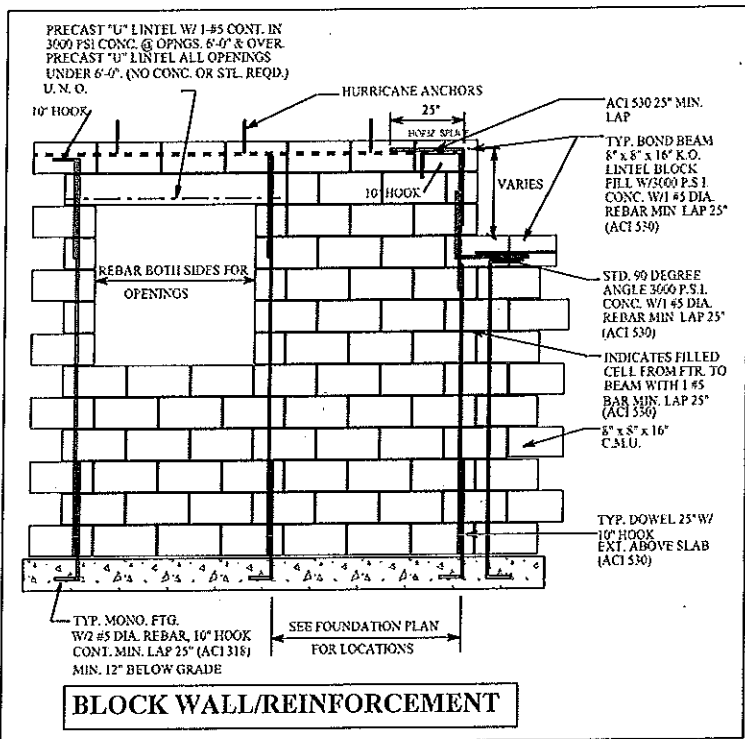 PRECAST "U" LINTEL W/ 1-#5 CONT. IN
3000 PSI CONC. @ OPNGS. 6'-0" & OVER.
PRECAST "U" LINTEL ALL OPENINGS
UNDER 6'-0". (NO CONC. OR STL. REQD.)
U. N. O.
10" HOOK
HURRICANE ANCHORS
25"
ACI 530 25" MIN.
LAP
10" HOOK
VARIES
TYP. BOND BEAM
8" x 8" x 16" K.O.
LINTEL BLOCK
FILL W/3000 P.S.I.
CONC. W/1 #5 DIA.
REBAR MIN. LAP 25"
(ACI 530)
REBAR BOTH SIDES FOR
OPENINGS
STD. 90 DEGREE
ANGLE 3000 P.S.I.
CONC. W/1 #5 DIA.
REBAR MIN. LAP 25"
(ACI 530)
INDICATES FILLED
CELL FROM FTR. TO
BEAM WITH 1 #5
BAR MIN. LAP 25"
(ACI 530)
8" x 8" x 16"
C.M.U.
TYP. DOWEL 25" W/
10" HOOK
EXT. ABOVE SLAB
(ACI 530)
TYP. MONO. FTG.
W/2 #5 DIA. REBAR, 10" HOOK
CONT. MIN. LAP 25" (ACI 318)
MIN. 12" BELOW GRADE
SEE FOUNDATION PLAN
FOR LOCATIONS
BLOCK WALL/REINFORCEMENT